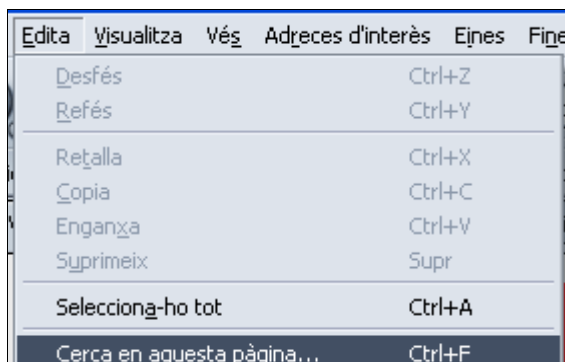 Edita Visualitza Vés Adreces d'interès Eines
Desfés Ctrl+Z
Refés Ctrl+Y
Retalla Ctrl+X
Copia Ctrl+C
Enganxa Ctrl+V
Suprimeix Supr
Selecciona-ho tot Ctrl+A
Cerca en aquesta pàgina... Ctrl+F